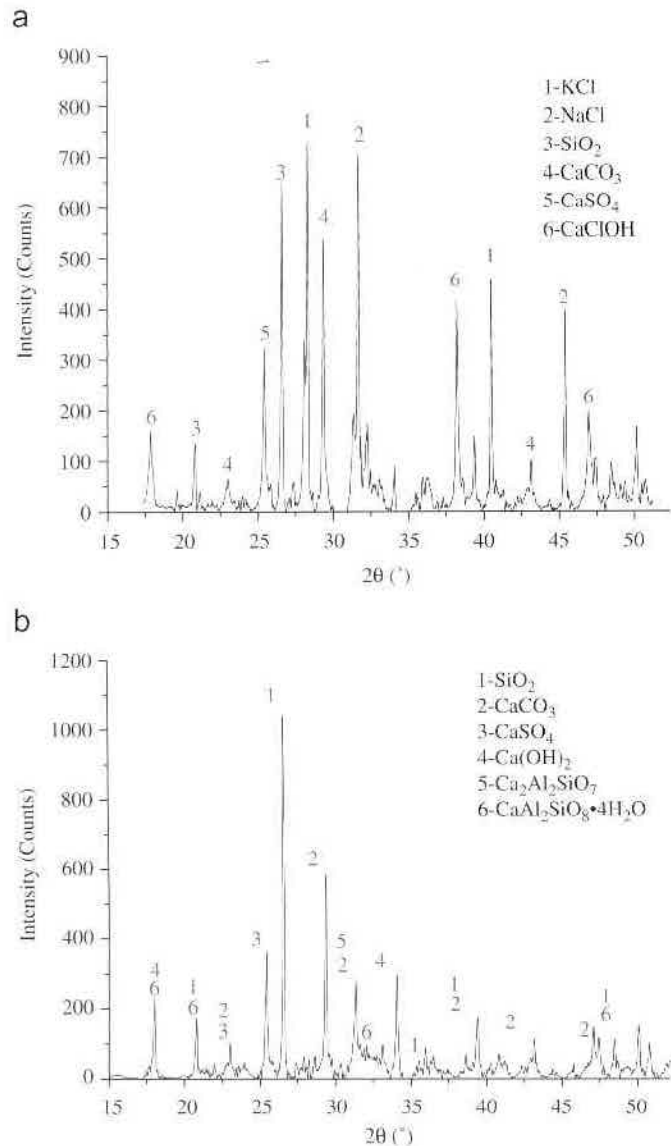 a
900
800
700
600
500
400
300
200
100
0
Intensity (Counts)
15 20 25 30 35 40 45 50
2θ (°)
1-KCl
2-NaCl
3-SiO₂
4-CaCO₃
5-CaSO₄
6-CaClOH
6 3 4 5 3 1 4 2 6 1 4 2 6
b
1200
1000
800
600
400
200
0
Intensity (Counts)
15 20 25 30 35 40 45 50
2θ (°)
1-SiO₂
2-CaCO₃
3-CaSO₄
4-Ca(OH)₂
5-Ca₂Al₂SiO₇
6-CaAl₂SiO₈•4H₂O
1
2
3 5 4
4 1 2 2 1 1
6 6 3 6 1 2 2 2 6